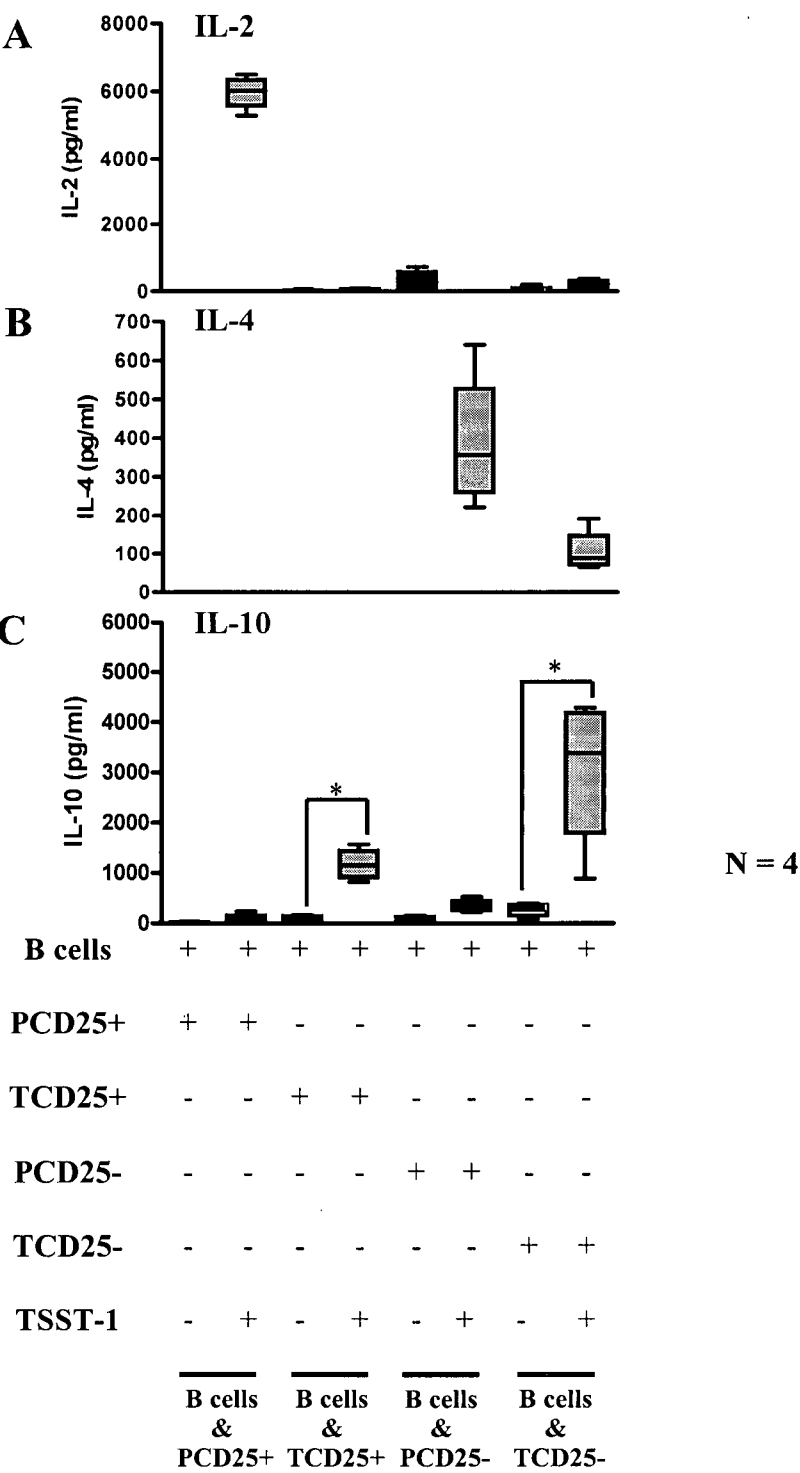 A
IL-2
8000
6000
4000
2000
0
IL-2 (pg/ml)
B
IL-4
700
600
500
400
300
200
100
0
IL-4 (pg/ml)
C
IL-10
6000
5000
4000
3000
2000
1000
0
IL-10 (pg/ml)
*
*
N = 4
B cells + + + + + + + +
PCD25+ + + - - - - - -
TCD25+ - - + + - - - -
PCD25- - - - - + + - -
TCD25- - - - - - - + +
TSST-1 - + - + - + - +
B cells & PCD25+
B cells & TCD25+
B cells & PCD25-
B cells & TCD25-